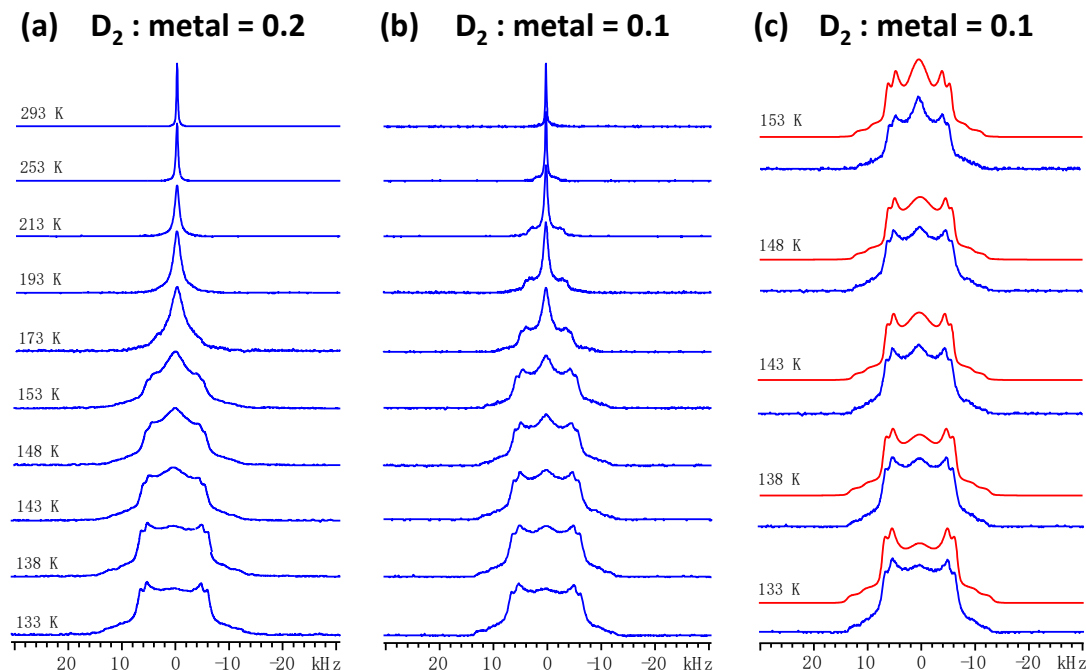 (a) D₂ : metal = 0.2
293 K
253 K
213 K
193 K
173 K
153 K
148 K
143 K
138 K
133 K
20 10 0 -10 -20 kHz
(b) D₂ : metal = 0.1
20 10 0 -10 -20 kHz
(c) D₂ : metal = 0.1
153 K
148 K
143 K
138 K
133 K
20 10 0 -10 -20 kHz